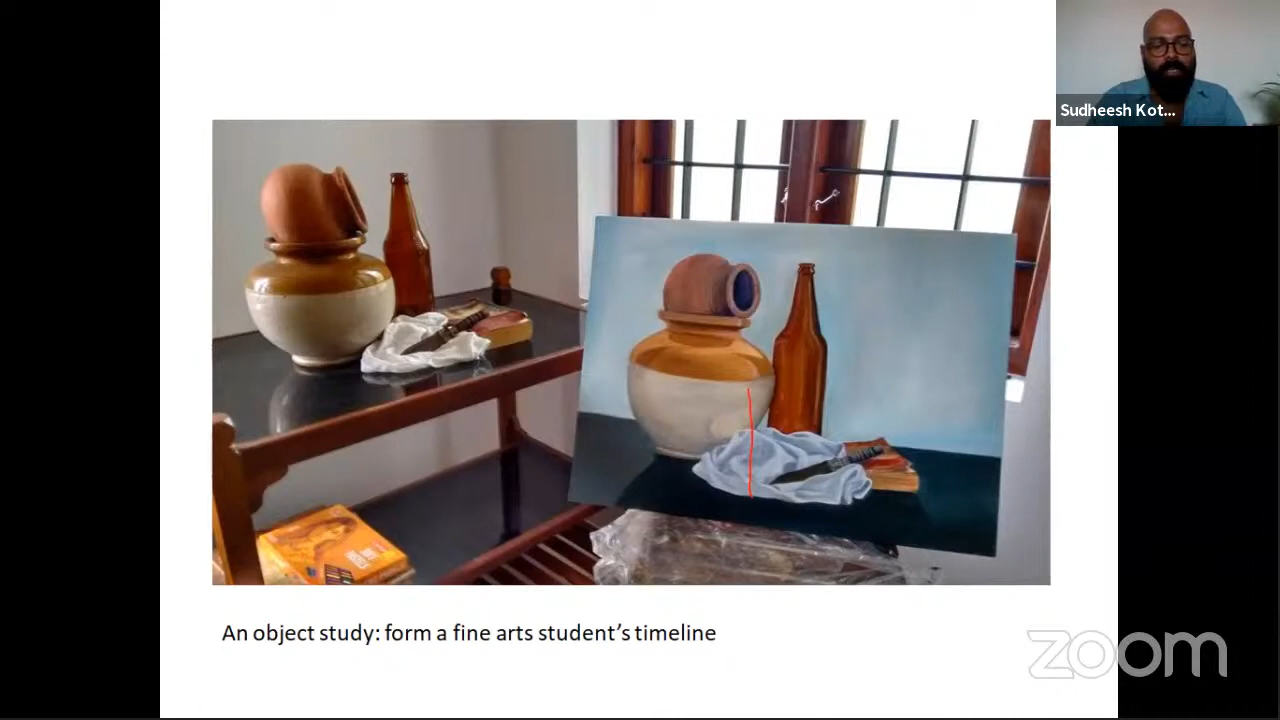 Sudheesh Kot...
An object study: form a fine arts student's timeline
zoom